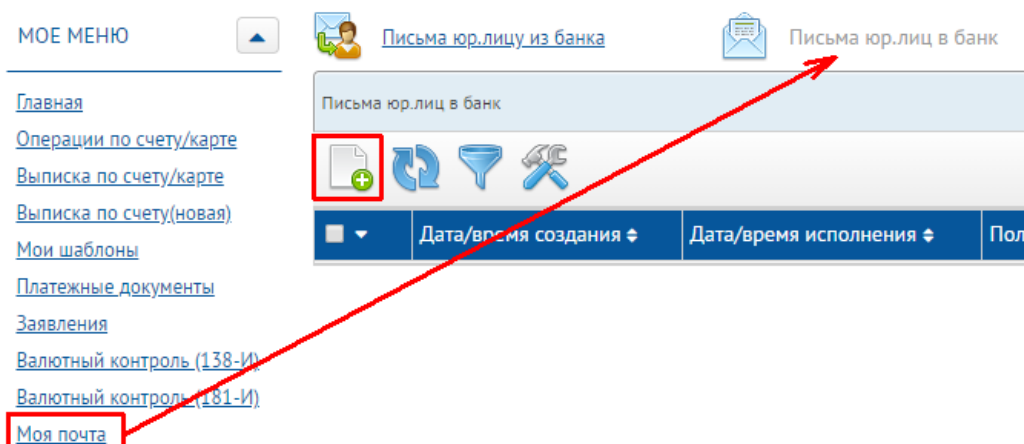 МОЕ МЕНЮ
Письма юр.лицу из банка
Письма юр.лиц в банк
Главная
Операции по счету/карте
Выписка по счету/карте
Выписка по счету(новая)
Мои шаблоны
Платежные документы
Заявления
Валютный контроль (138-И)
Валютный контроль (181-И)
Моя почта
Письма юр.лиц в банк
Дата/время создания
Дата/время исполнения
Пол